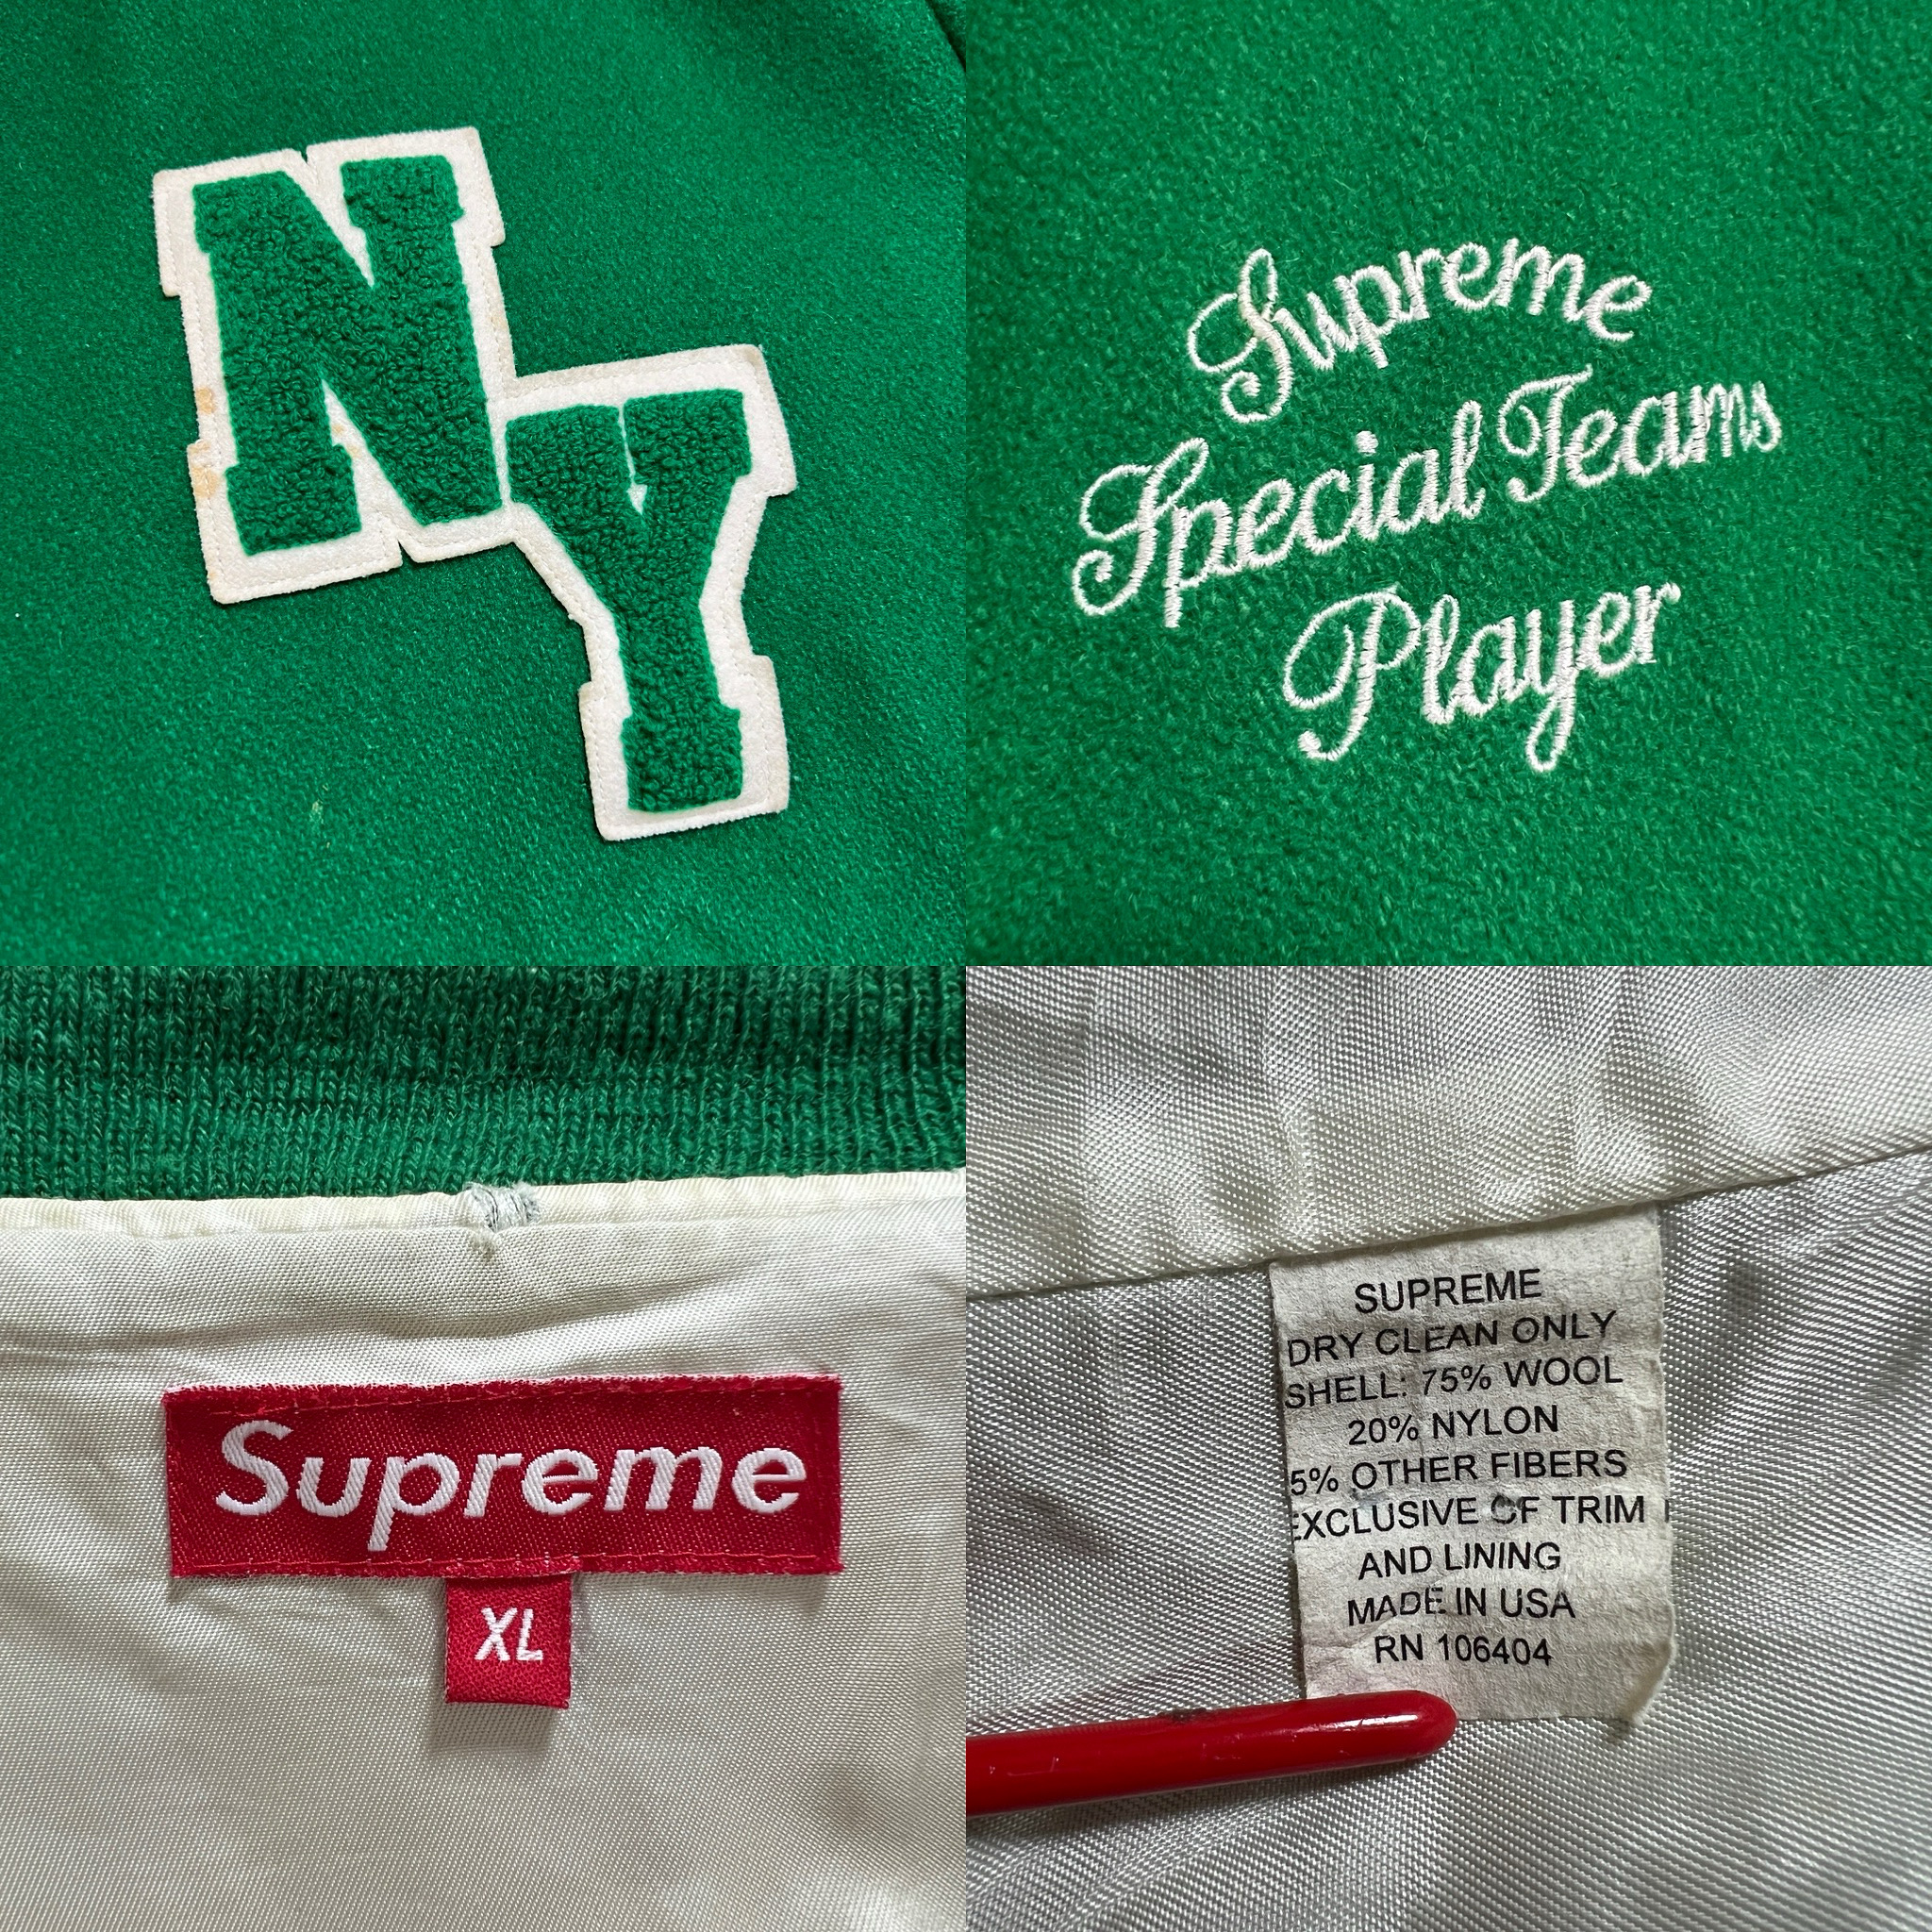 N
Y
Supreme
Special Teams
Player
Supreme
XL
SUPREME
DRY CLEAN ONLY
SHELL: 75% WOOL
20% NYLON
5% OTHER FIBERS
EXCLUSIVE OF TRIM
AND LINING
MADE IN USA
RN 106404